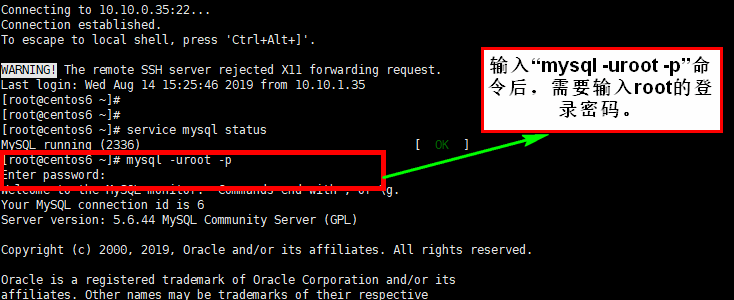 Connecting to 10.10.0.35:22...
Connection established.
To escape to local shell, press 'Ctrl+Alt+]'.
WARNING! The remote SSH server rejected X11 forwarding request.
Last login: Wed Aug 14 15:25:46 2019 from 10.10.1.35
[root@centos6 ~]#
[root@centos6 ~]#
[root@centos6 ~]# service mysql status
MySQL running (2336) [ OK ]
[root@centos6 ~]# mysql -uroot -p
Enter password:
Welcome to the MySQL monitor. Commands end with ; or \g.
Your MySQL connection id is 6
Server version: 5.6.44 MySQL Community Server (GPL)
Copyright (c) 2000, 2019, Oracle and/or its affiliates. All rights reserved.
Oracle is a registered trademark of Oracle Corporation and/or its
affiliates. Other names may be trademarks of their respective
输入“mysql -uroot -p”命
令后，需要输入root的登
录密码。